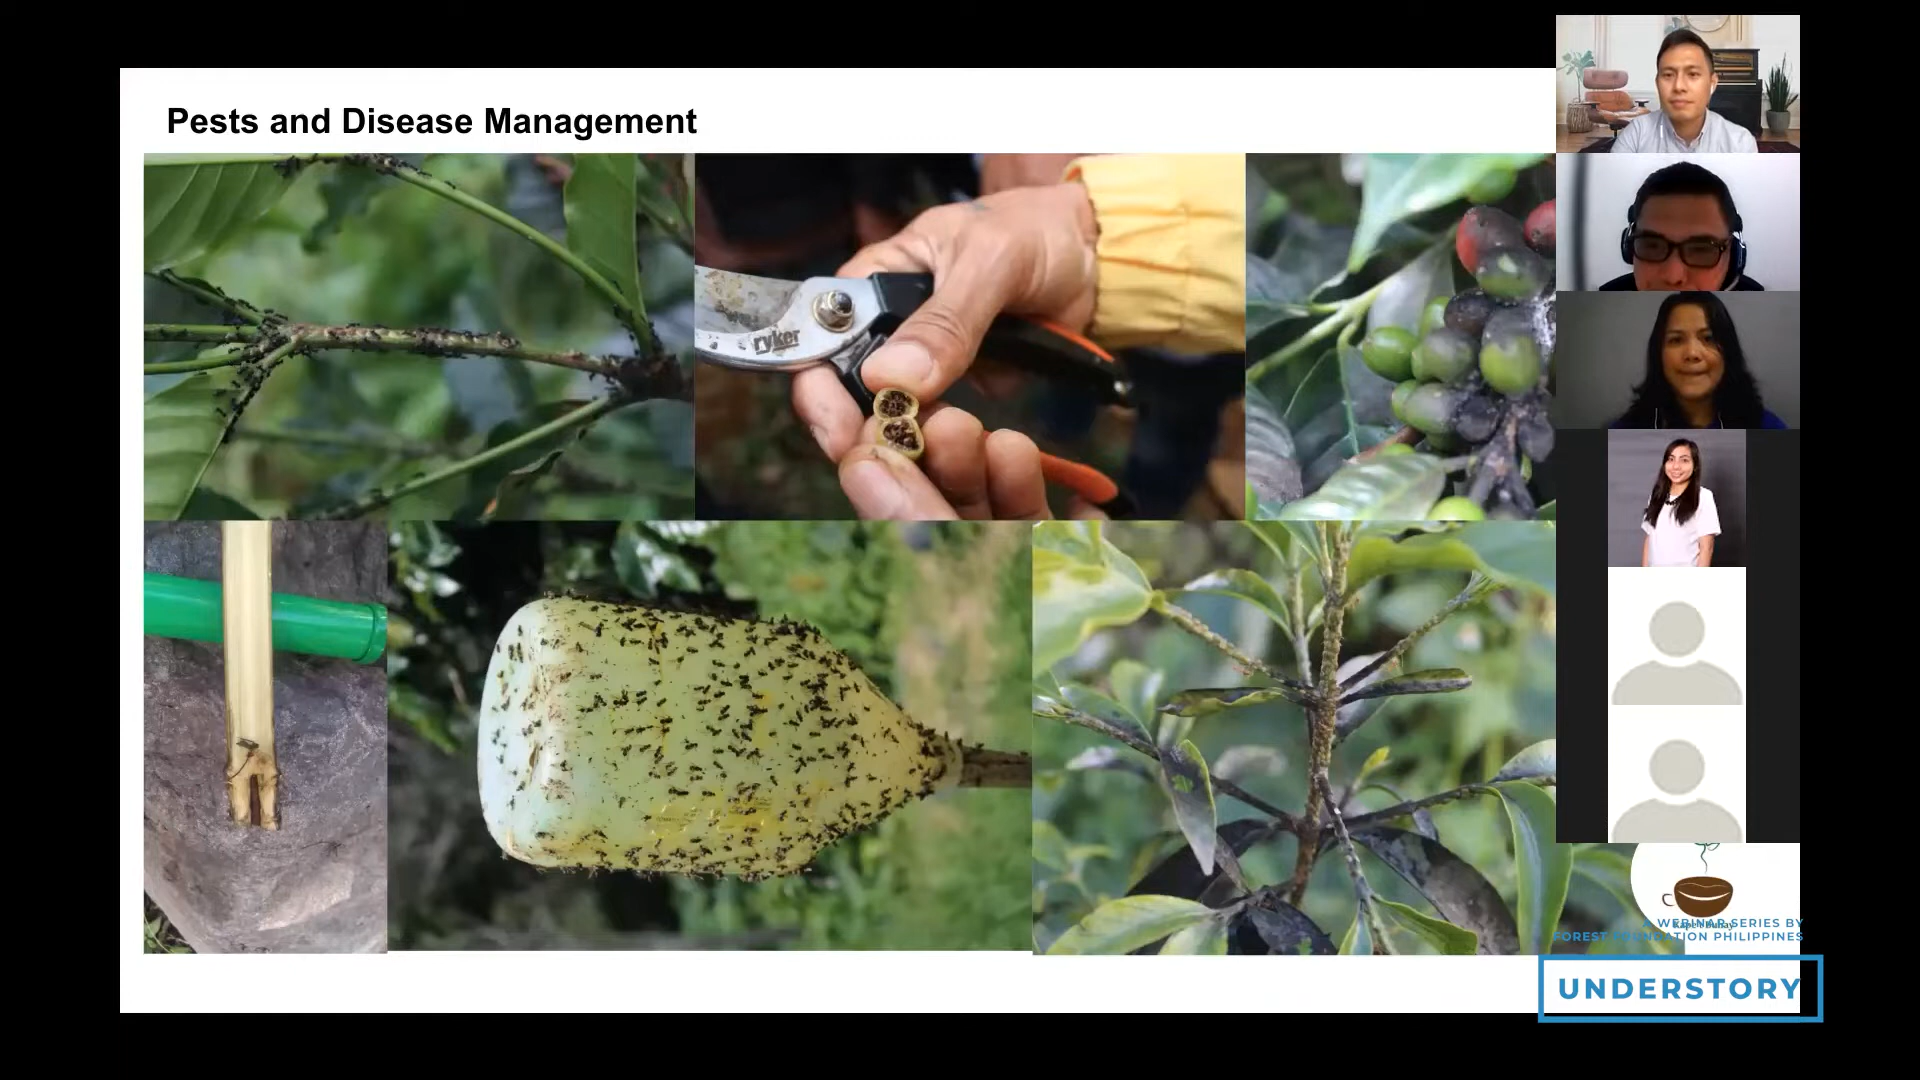 Pests and Disease Management
ryker
A WEBINAR SERIES BY
FOREST FOUNDATION PHILIPPINES
UNDERSTORY